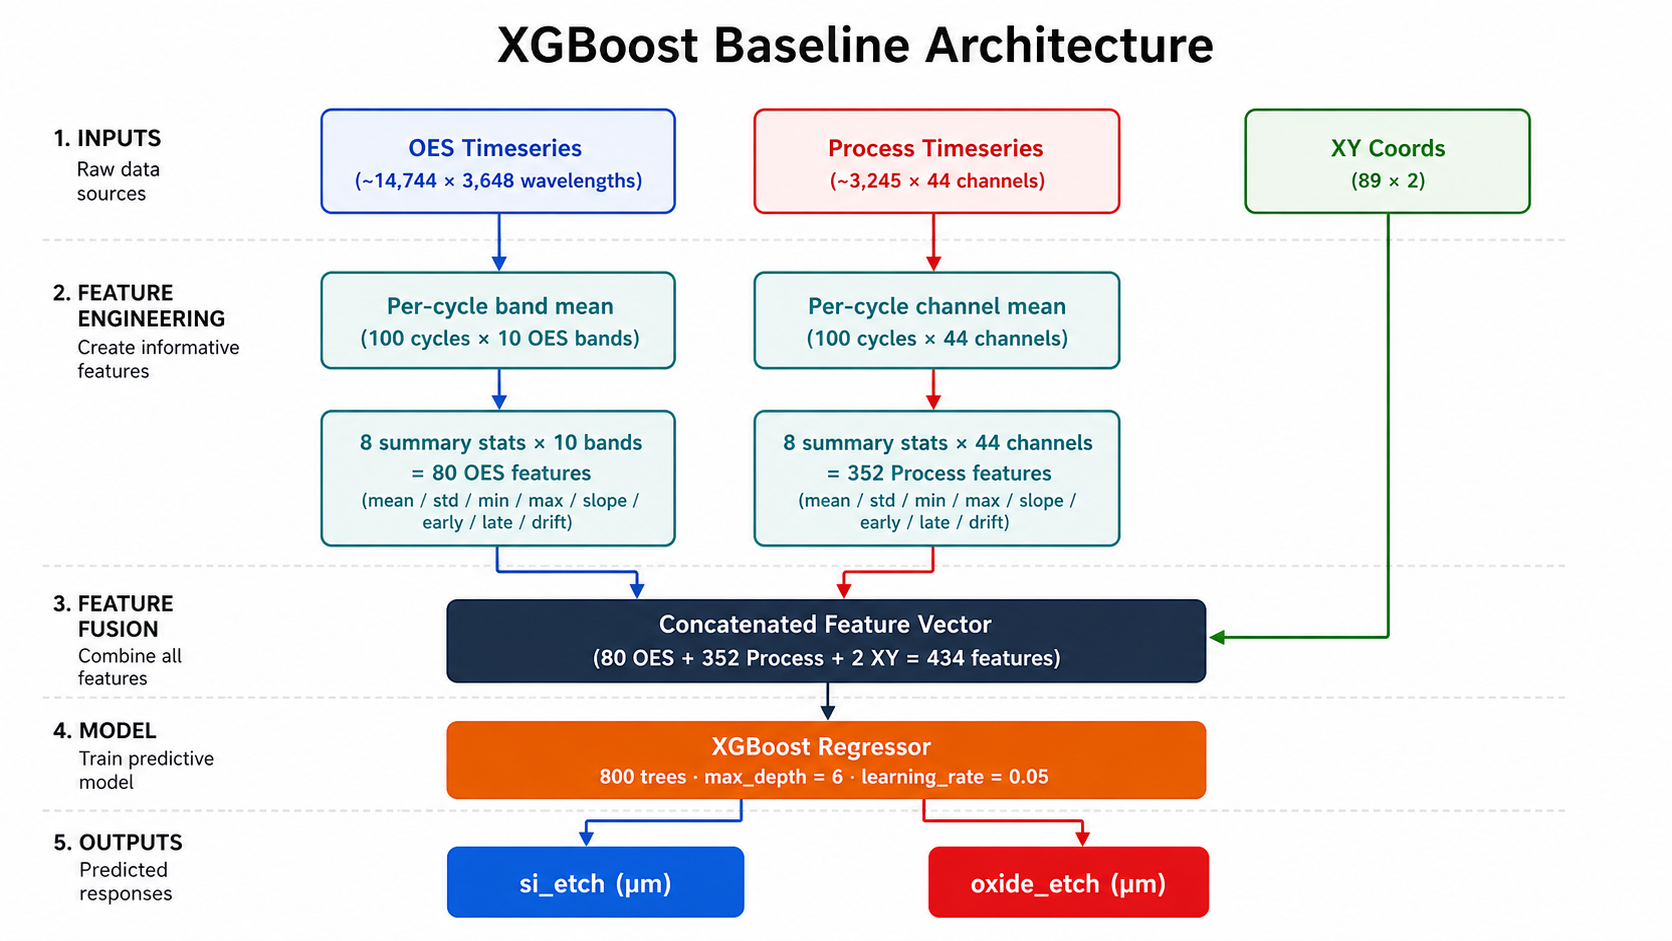 XGBoost Baseline Architecture
1. INPUTS
Raw data
sources
OES Timeseries
(~14,744 × 3,648 wavelengths)
Process Timeseries
(~3,245 × 44 channels)
XY Coords
(89 × 2)
2. FEATURE
ENGINEERING
Create informative
features
Per-cycle band mean
(100 cycles × 10 OES bands)
Per-cycle channel mean
(100 cycles × 44 channels)
8 summary stats × 10 bands
= 80 OES features
(mean / std / min / max / slope /
early / late / drift)
8 summary stats × 44 channels
= 352 Process features
(mean / std / min / max / slope /
early / late / drift)
3. FEATURE
FUSION
Combine all
features
Concatenated Feature Vector
(80 OES + 352 Process + 2 XY = 434 features)
4. MODEL
Train predictive
model
XGBoost Regressor
800 trees · max_depth = 6 · learning_rate = 0.05
5. OUTPUTS
Predicted
responses
si_etch (μm)
oxide_etch (μm)